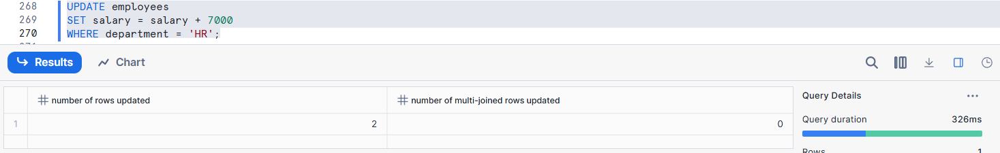 268 UPDATE employees
269 SET salary = salary + 7000
270 WHERE department = 'HR';
Results Chart
number of rows updated number of multi-joined rows updated
1 2 0
Query Details
Query duration 326ms
Rows 1